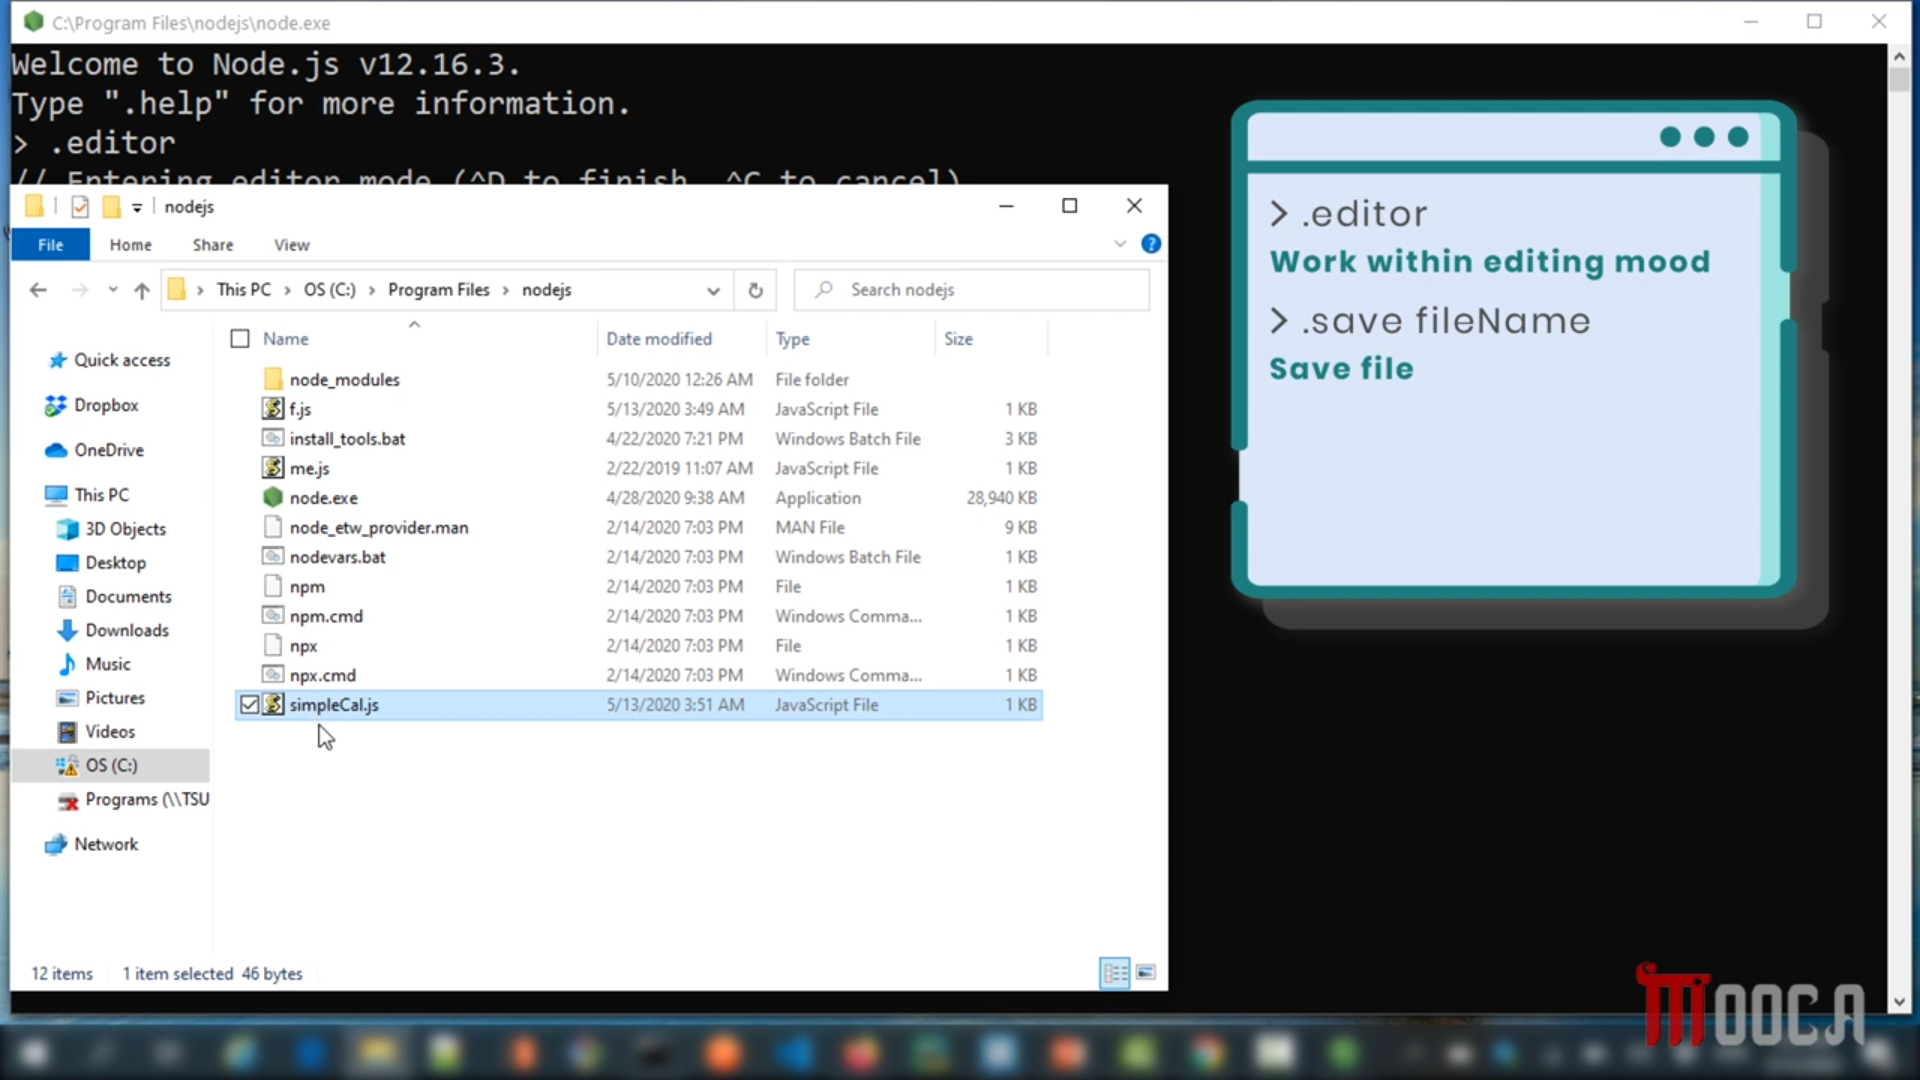 C:\Program Files\nodejs\node.exe
Welcome to Node.js v12.16.3.
Type ".help" for more information.
> .editor
// Entering editor mode (^D to finish, ^C to cancel)
nodejs
File Home Share View
This PC > OS (C:) > Program Files > nodejs
Search nodejs
Name Date modified Type Size
node_modules 5/10/2020 12:26 AM File folder
f.js 5/13/2020 3:49 AM JavaScript File 1 KB
install_tools.bat 4/22/2020 7:21 PM Windows Batch File 3 KB
me.js 2/22/2019 11:07 AM JavaScript File 1 KB
node.exe 4/28/2020 9:38 AM Application 28,940 KB
node_etw_provider.man 2/14/2020 7:03 PM MAN File 9 KB
nodevars.bat 2/14/2020 7:03 PM Windows Batch File 1 KB
npm 2/14/2020 7:03 PM File 1 KB
npm.cmd 2/14/2020 7:03 PM Windows Comma... 1 KB
npx 2/14/2020 7:03 PM File 1 KB
npx.cmd 2/14/2020 7:03 PM Windows Comma... 1 KB
simpleCal.js 5/13/2020 3:51 AM JavaScript File 1 KB
Quick access
Dropbox
OneDrive
This PC
3D Objects
Desktop
Documents
Downloads
Music
Pictures
Videos
OS (C:)
Programs (\\TSU
Network
12 items 1 item selected 46 bytes
> .editor
Work within editing mood
> .save fileName
Save file
MOOCA